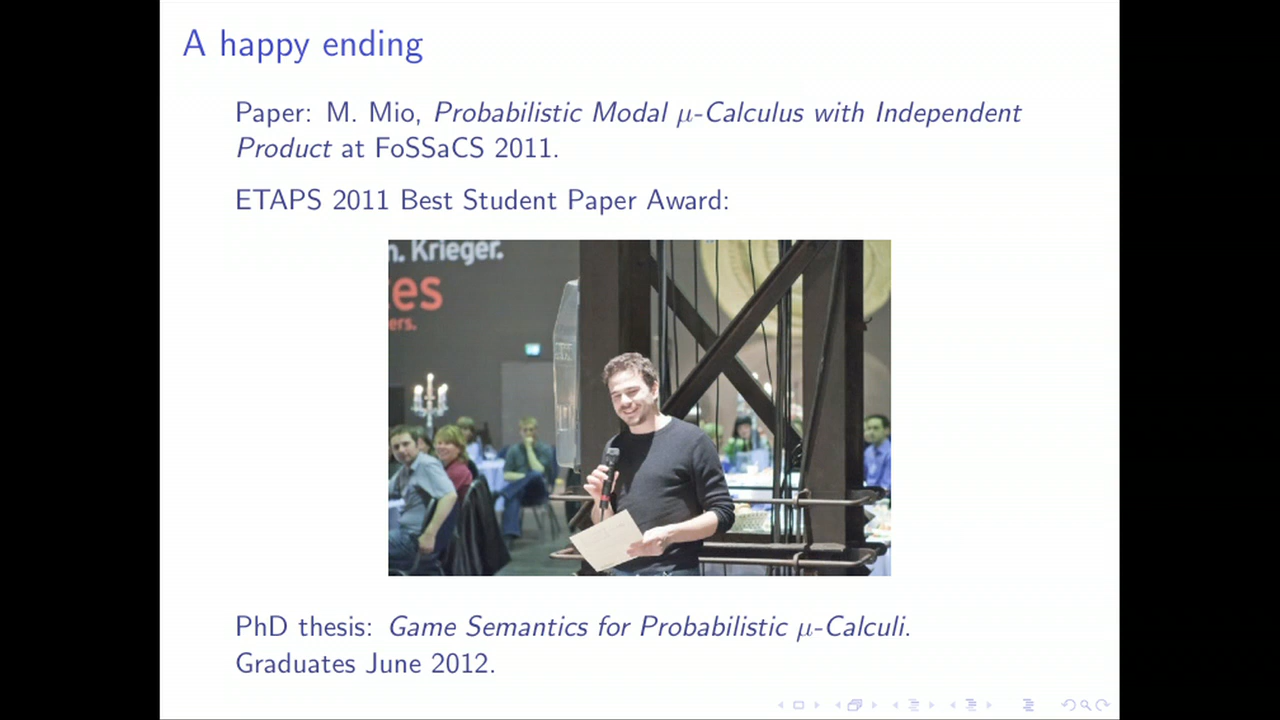 A happy ending
Paper: M. Mio, Probabilistic Modal μ-Calculus with Independent
Product at FoSSaCS 2011.
ETAPS 2011 Best Student Paper Award:
n. Krieger.
es
ers.
PhD thesis: Game Semantics for Probabilistic μ-Calculi.
Graduates June 2012.